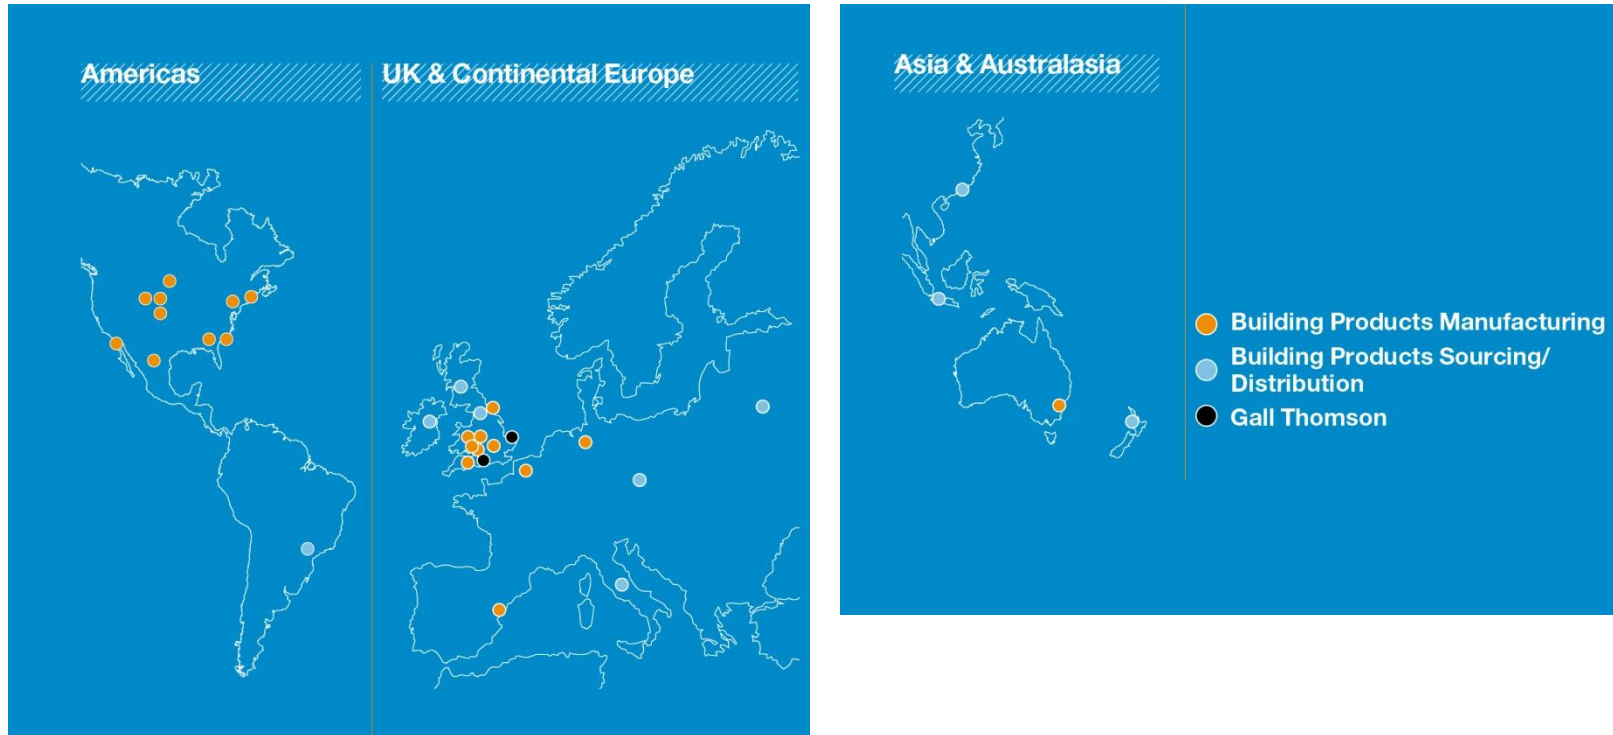 Americas
UK & Continental Europe
Asia & Australasia
Building Products Manufacturing
Building Products Sourcing/
Distribution
Gall Thomson